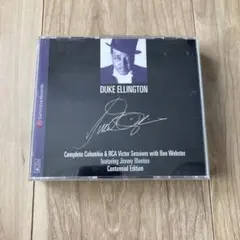 DUKE ELLINGTON
Complete Columbia & RCA Victor Sessions with Ben Webster
featuring Jimmy Blanton
Centennial Edition